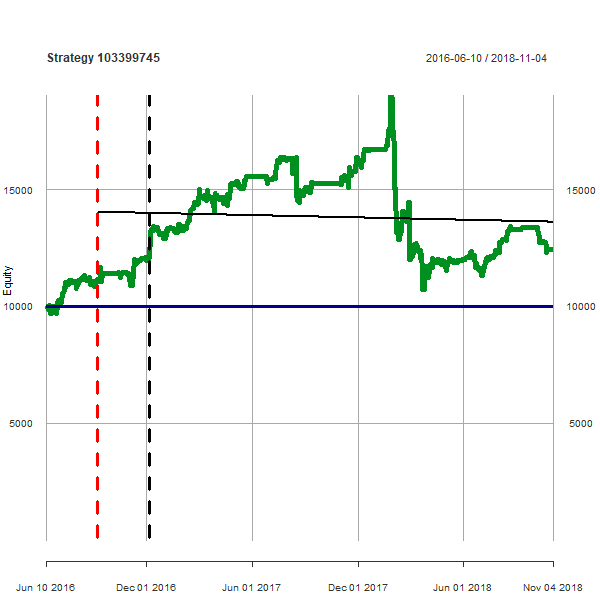 Strategy 103399745
2016-06-10 / 2018-11-04
15000
15000
Equity
10000
10000
5000
5000
Jun 10 2016
Dec 01 2016
Jun 01 2017
Dec 01 2017
Jun 01 2018
Nov 04 2018